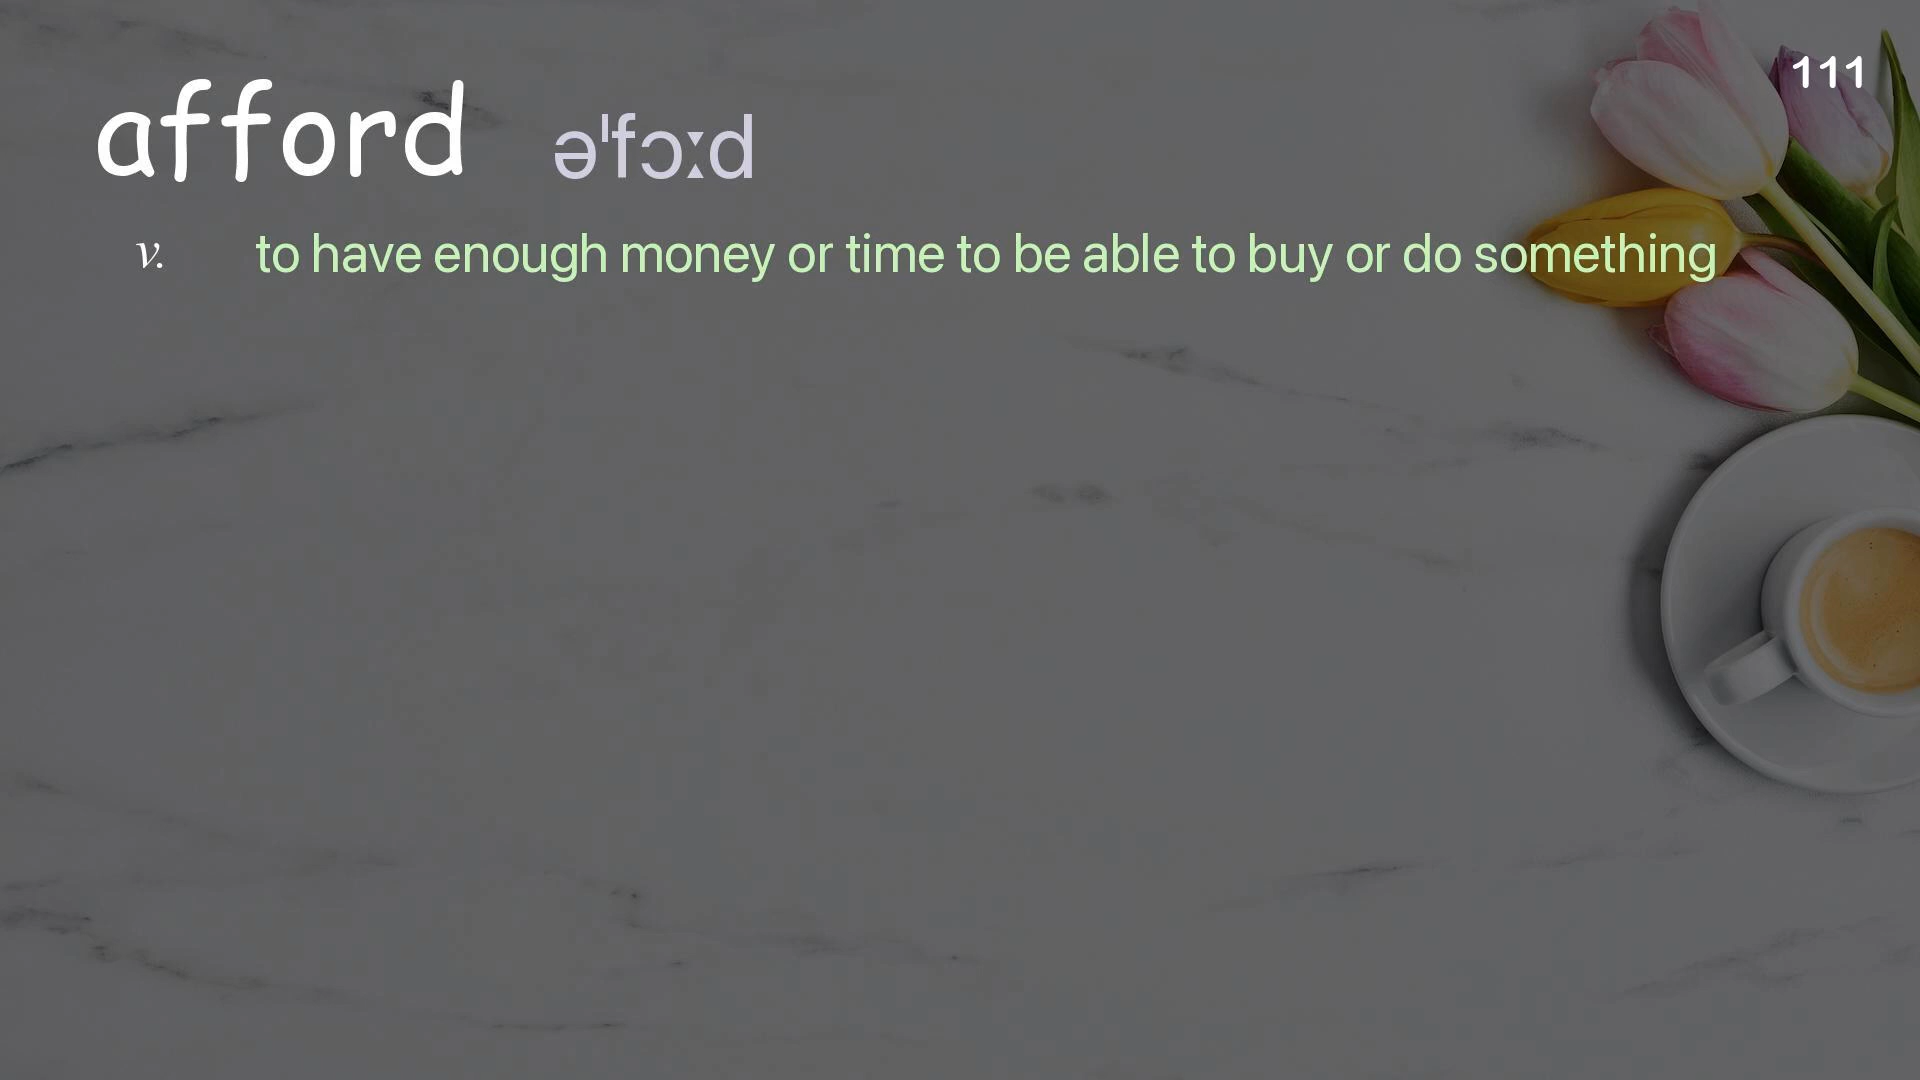 111
afford əˈfɔːd
v. to have enough money or time to be able to buy or do something